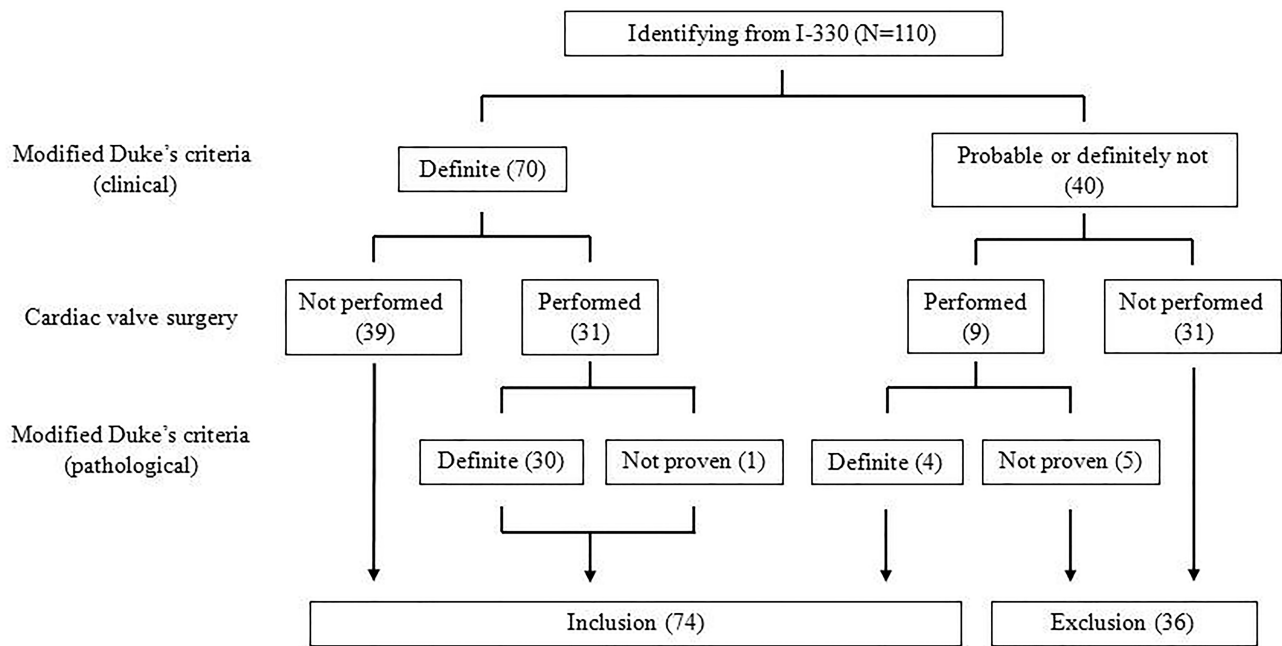 Identifying from I-330 (N=110)
Modified Duke’s criteria
(clinical)
Definite (70)
Probable or definitely not
(40)
Cardiac valve surgery
Not performed
(39)
Performed
(31)
Performed
(9)
Not performed
(31)
Modified Duke’s criteria
(pathological)
Definite (30)
Not proven (1)
Definite (4)
Not proven (5)
Inclusion (74)
Exclusion (36)